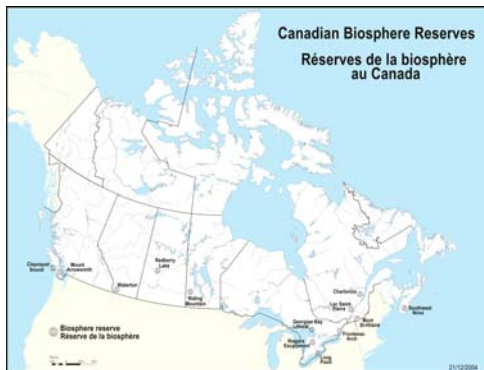 Canadian Biosphere Reserves
Réserves de la biosphère
au Canada
Clayoquot
Sound
Mount
Arrowsmith
Waterton
Redberry
Lake
Riding
Mountain
Charlevoix
Lac Saint-
Pierre
Mont
St-Hilaire
Southwest
Nova
Georgian Bay
Littoral
Frontenac
Arch
Niagara
Escarpment
Long
Point
Biosphere reserve
Réserve de la biosphère
21/12/2004